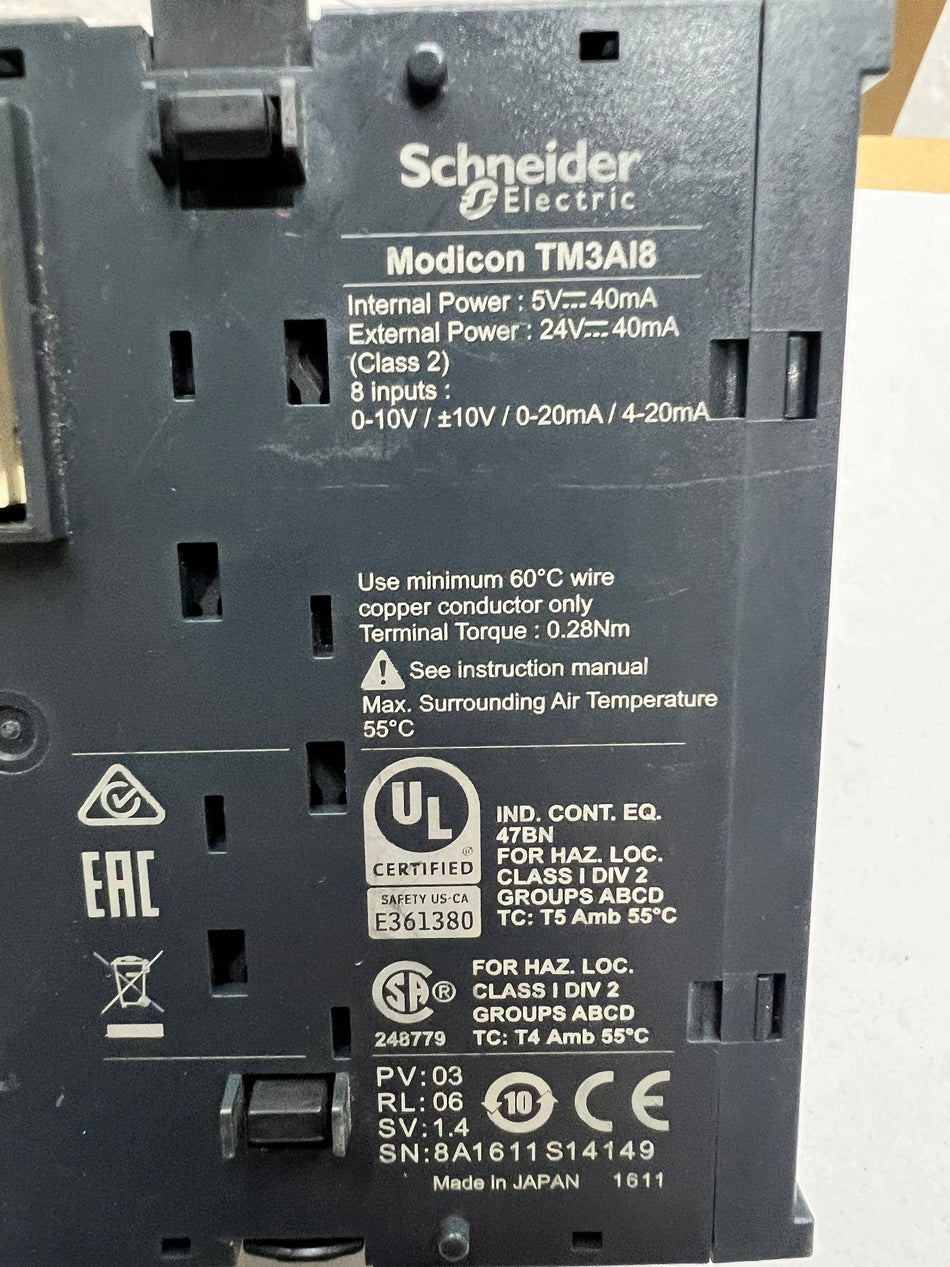 Schneider
Electric
Modicon TM3AI8
Internal Power : 5V⎓40mA
External Power : 24V⎓40mA
(Class 2)
8 inputs :
0-10V / ±10V / 0-20mA / 4-20mA
Use minimum 60°C wire
copper conductor only
Terminal Torque : 0.28Nm
! See instruction manual
Max. Surrounding Air Temperature
55°C
UL
®
CERTIFIED
SAFETY US-CA
E361380
IND. CONT. EQ.
47BN
FOR HAZ. LOC.
CLASS I DIV 2
GROUPS ABCD
TC: T5 Amb 55°C
EAC
SA ®
248779
FOR HAZ. LOC.
CLASS I DIV 2
GROUPS ABCD
TC: T4 Amb 55°C
PV: 03
RL: 06
SV: 1.4
10
CE
SN: 8A1611S14149
Made in JAPAN 1611